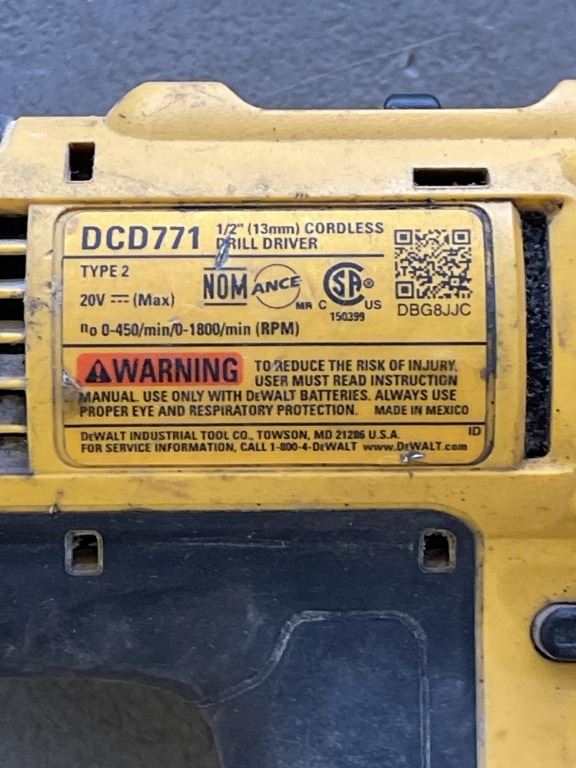 DCD771 1/2" (13mm) CORDLESS
DRILL DRIVER
TYPE 2
20V ⎓ (Max)
NOM ANCE MR C SA® US
150399
DBG8JJC
no 0-450/min/0-1800/min (RPM)
⚠WARNING TO REDUCE THE RISK OF INJURY,
USER MUST READ INSTRUCTION
MANUAL. USE ONLY WITH DEWALT BATTERIES. ALWAYS USE
PROPER EYE AND RESPIRATORY PROTECTION. MADE IN MEXICO
DEWALT INDUSTRIAL TOOL CO., TOWSON, MD 21286 U.S.A. ID
FOR SERVICE INFORMATION, CALL 1-800-4-DEWALT www.DEWALT.com